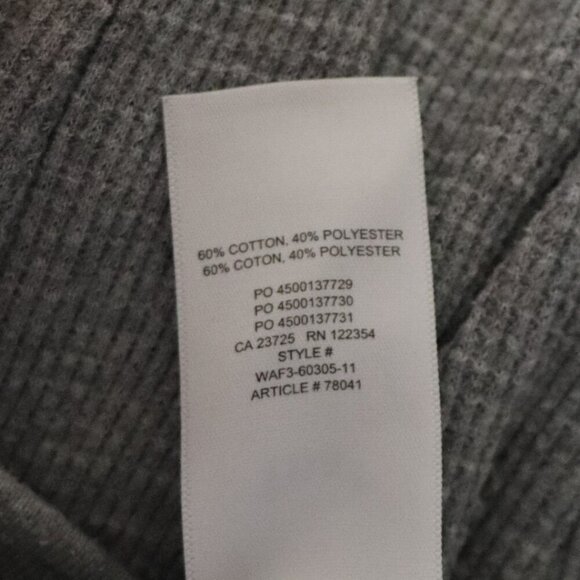 60% COTTON, 40% POLYESTER
60% COTON, 40% POLYESTER
PO 4500137729
PO 4500137730
PO 4500137731
CA 23725 RN 122354
STYLE #
WAF3-60305-11
ARTICLE # 78041